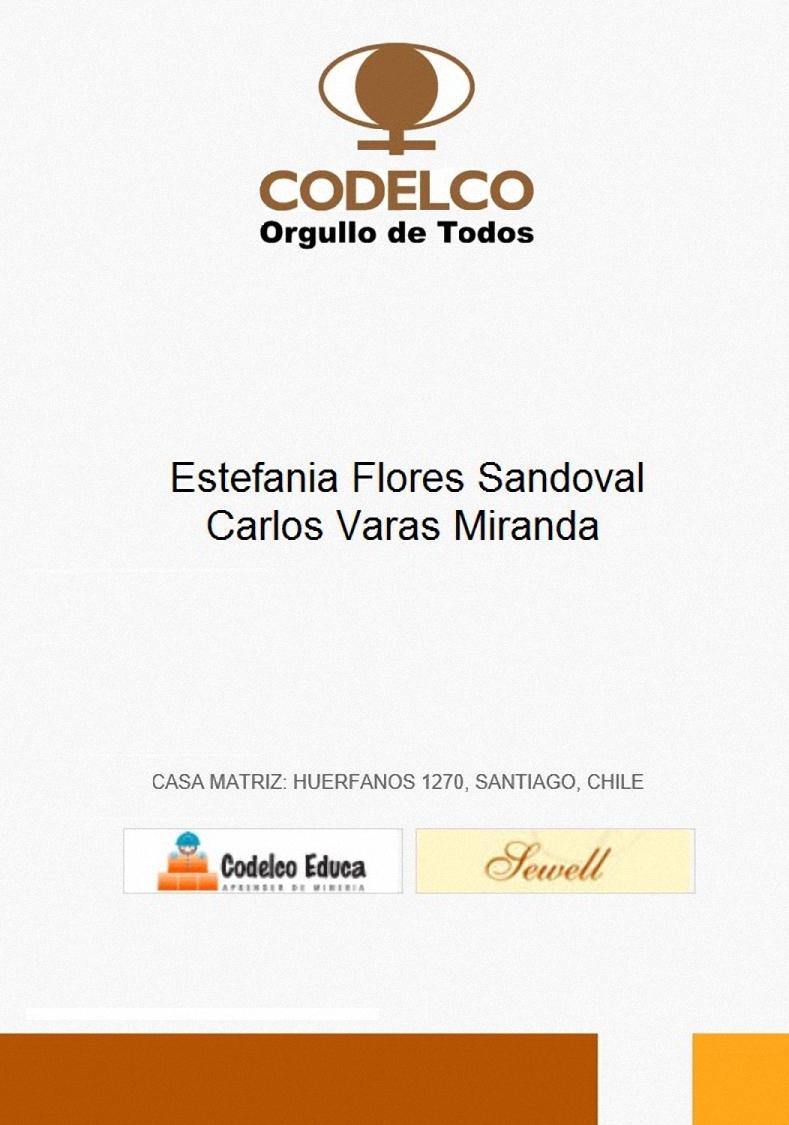 CODELCO
Orgullo de Todos
Estefania Flores Sandoval
Carlos Varas Miranda
CASA MATRIZ: HUERFANOS 1270, SANTIAGO, CHILE
Codelco Educa
APRENDER DE MINERIA
Sewell